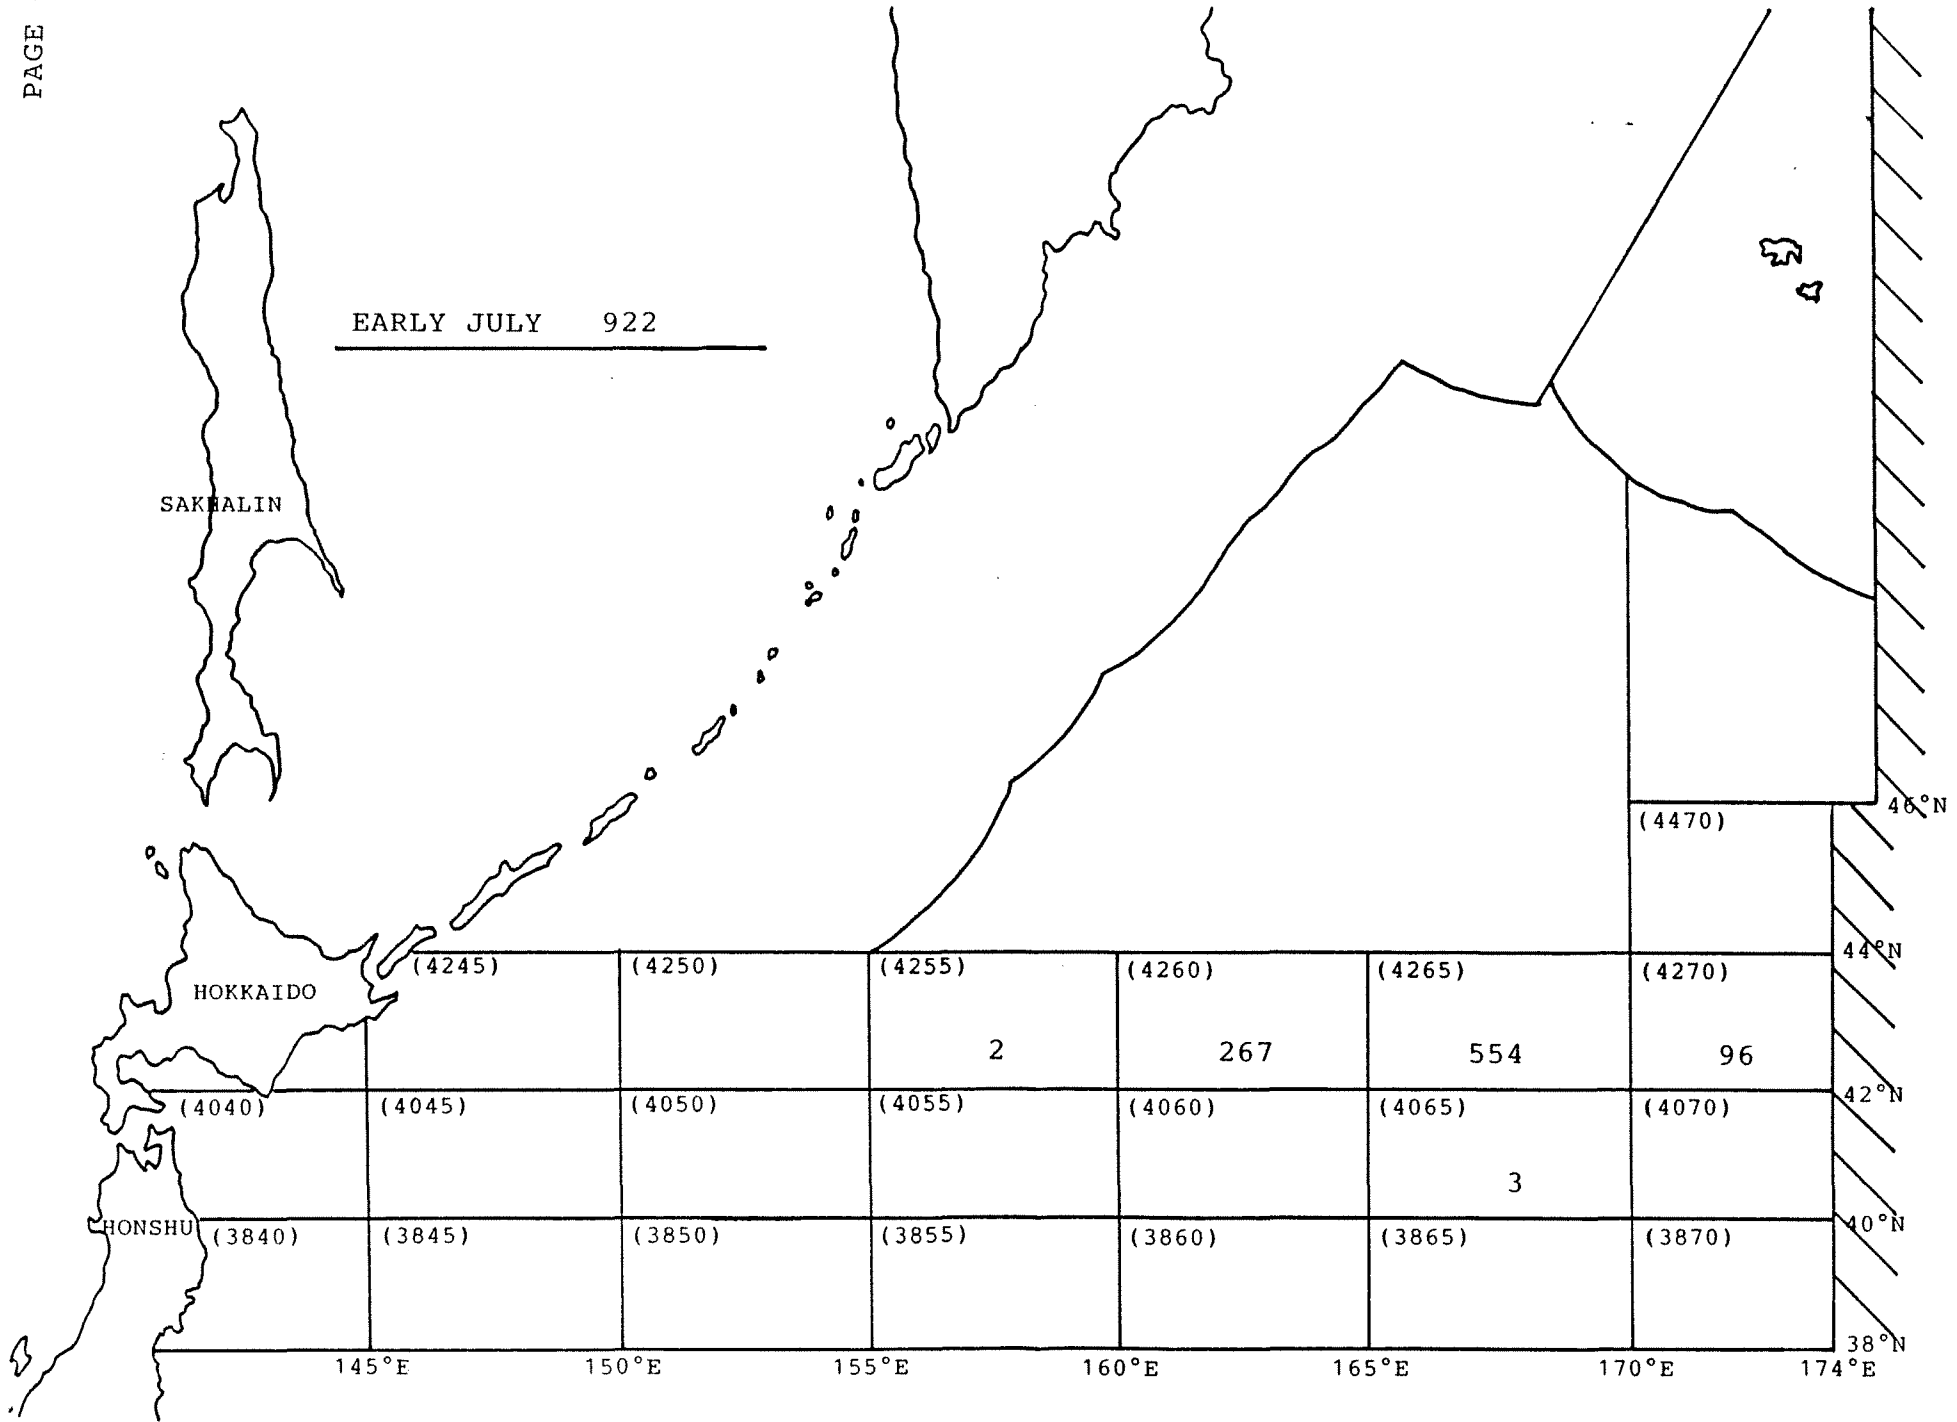 PAGE
EARLY JULY 922
SAKHALIN
46°N
(4470)
44°N
(4245) (4250) (4255) (4260) (4265) (4270)
HOKKAIDO
2 267 554 96
42°N
(4040) (4045) (4050) (4055) (4060) (4065) (4070)
3
40°N
HONSHU (3840) (3845) (3850) (3855) (3860) (3865) (3870)
38°N
145°E 150°E 155°E 160°E 165°E 170°E 174°E